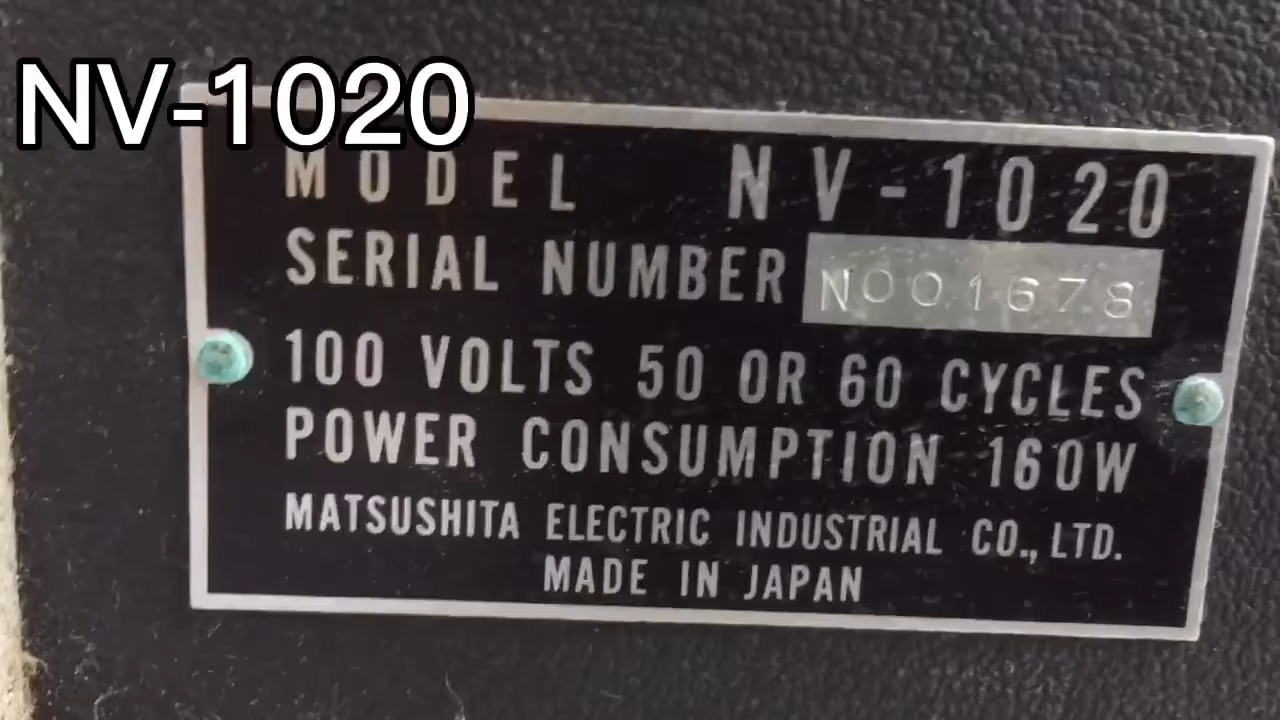 NV-1020
MODEL NV-1020
SERIAL NUMBER N001678
100 VOLTS 50 OR 60 CYCLES
POWER CONSUMPTION 160W
MATSUSHITA ELECTRIC INDUSTRIAL CO., LTD.
MADE IN JAPAN